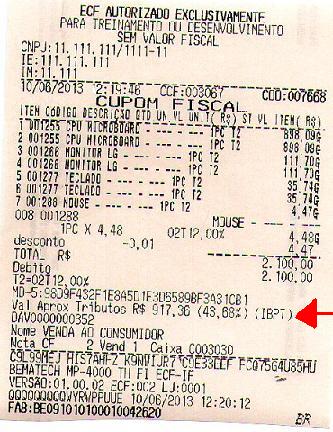 ECF AUTORIZADO EXCLUSIVAMENTE
PARA TREINAMENTO OU DESENVOLVIMENTO
SEM VALOR FISCAL
CNPJ:11.111.111/1111-11
IE:111.111.111
IM:11.111
10/06/2013 2:19:46 CCF:003067 COO:007668
CUPOM FISCAL
ITEM CÓDIGO DESCRIÇÃO QTD UN VL UN T( R$) ST VL ITEM( R$)
1 001255 CPU MICROBOARD 1PC T2 898 09G
2 001255 CPU MICROBOARD 1PC T2 898 09G
3 001266 MONITOR LG 1PC T2 111 70G
4 001266 MONITOR LG 1PC T2 111 70G
5 001277 TECLADO 1PC T2 35,74G
6 001277 TECLADO 1PC T2 35,74G
7 001288 MOUSE 1PC T2 4,47G
008 001288 MOUSE
1PC X 4,48 02T12,00% 4,48G
desconto -0,01 4,47
TOTAL R$ 2.100,00
Debito 2.100,00
T2=02T12,00%
Val Aprox Tributos R$ 917,36 (43,68%) (IBPT)
DAV0000000352
Nome VENDA AO CONSUMIDOR
Ncta CF 2 Vend 1 Caixa C003030
BEMATECH MP-4000 TH FI ECF-IF
VERSÃO:01.00.02 ECF:002 LJ:0001
QQQQQQQQQWYRVPPUUE 10/06/2013 12:20:12
FAB:BE091010100010042620 BR